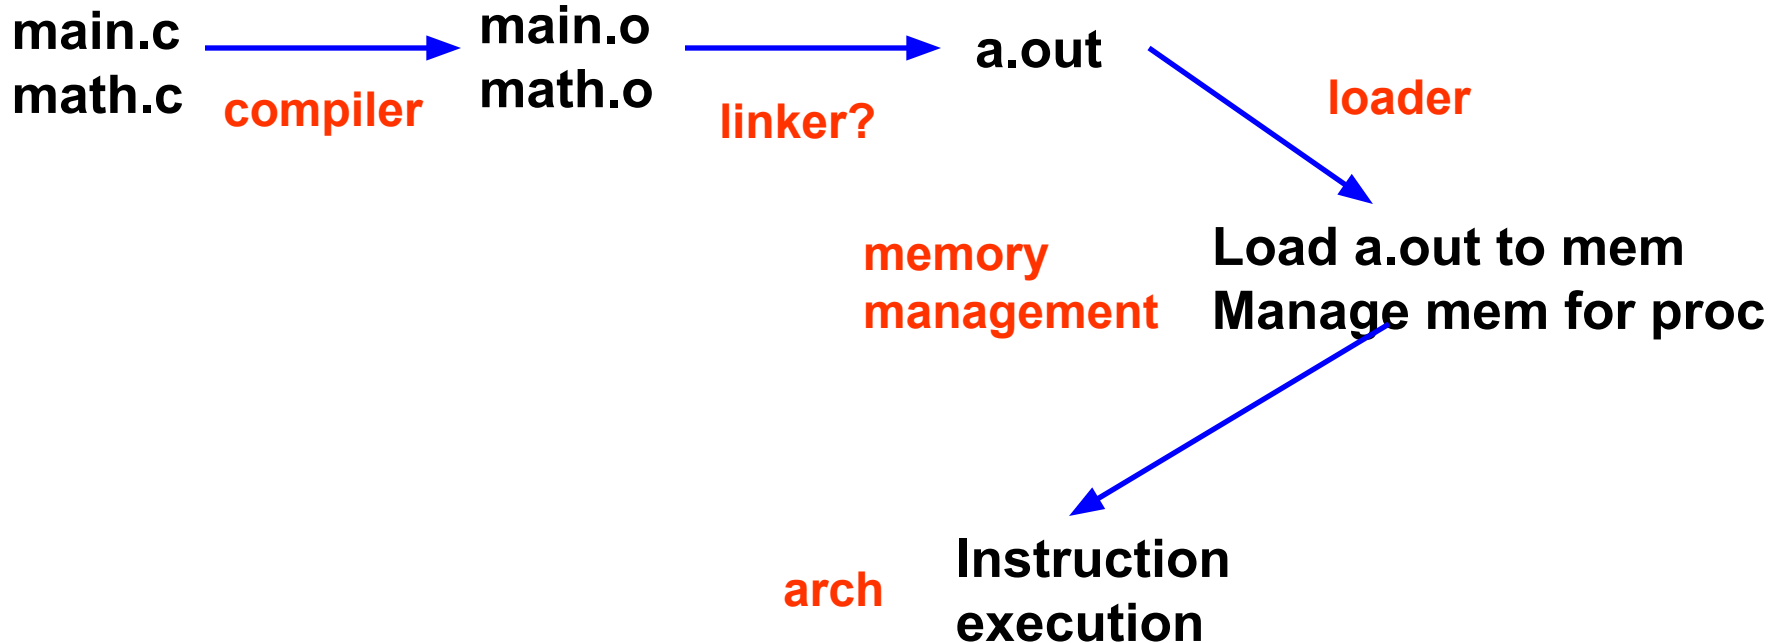 main.c
math.c
compiler
main.o
math.o
linker?
a.out
loader
memory
management
Load a.out to mem
Manage mem for proc
arch
Instruction
execution